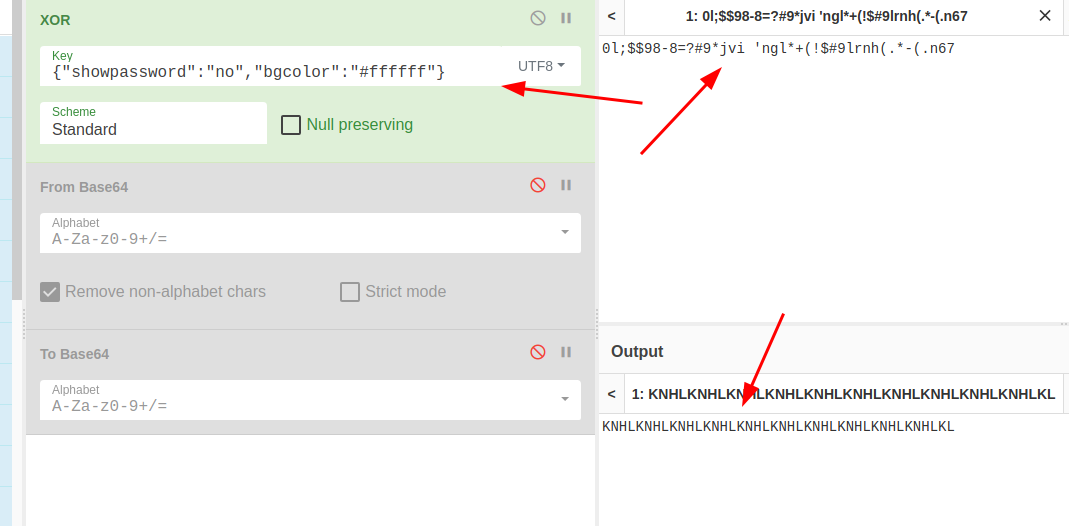 XOR
Key
{"showpassword":"no","bgcolor":"#ffffff"}
UTF8
Scheme
Standard
Null preserving
From Base64
Alphabet
A-Za-z0-9+/=
Remove non-alphabet chars
Strict mode
To Base64
Alphabet
A-Za-z0-9+/=
< 1: 0l;$$98-8=?#9*jvi 'ngl*+(!$#9lrnh(.*-(.n67
0l;$$98-8=?#9*jvi 'ngl*+(!$#9lrnh(.*-(.n67
Output
< 1: KNHLKNHLKNHLKNHLKNHLKNHLKNHLKNHLKNHLKNHLKL
KNHLKNHLKNHLKNHLKNHLKNHLKNHLKNHLKNHLKNHLKL